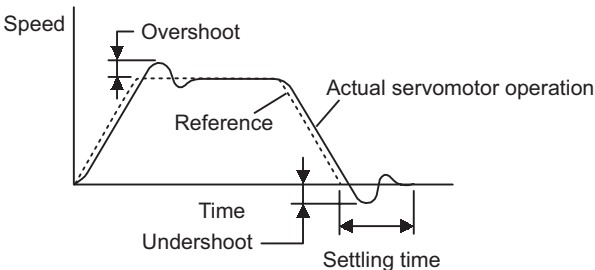 Speed
Overshoot
Actual servomotor operation
Reference
Time
Undershoot
Settling time